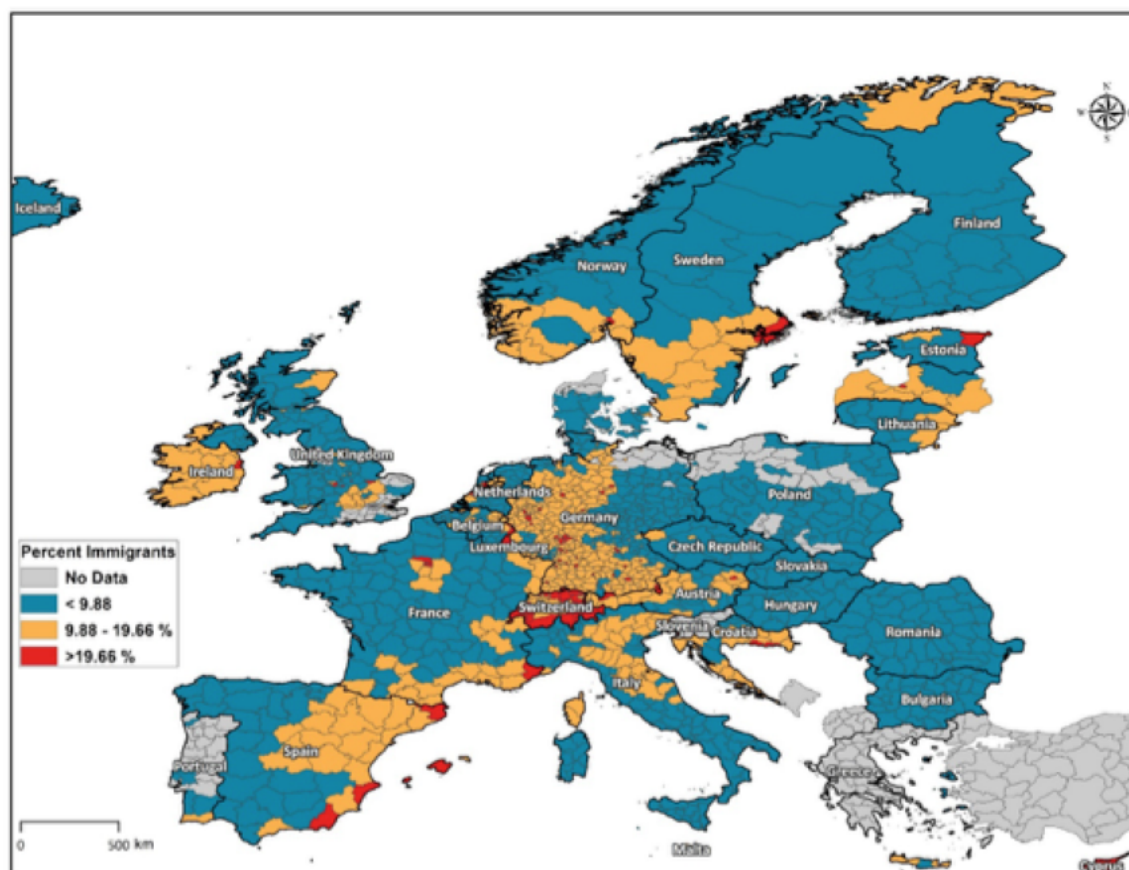 N
W
S
Iceland
Finland
Norway
Sweden
Estonia
Lithuania
United Kingdom
Ireland
Netherlands
Poland
Germany
Belgium
Luxembourg
Czech Republic
Slovakia
Percent Immigrants
No Data
< 9.88
9.88 - 19.66 %
>19.66 %
France
Switzerland
Austria
Hungary
Slovenia
Croatia
Romania
Italy
Bulgaria
Spain
Portugal
Greece
0 500 km
Malta
Cyprus